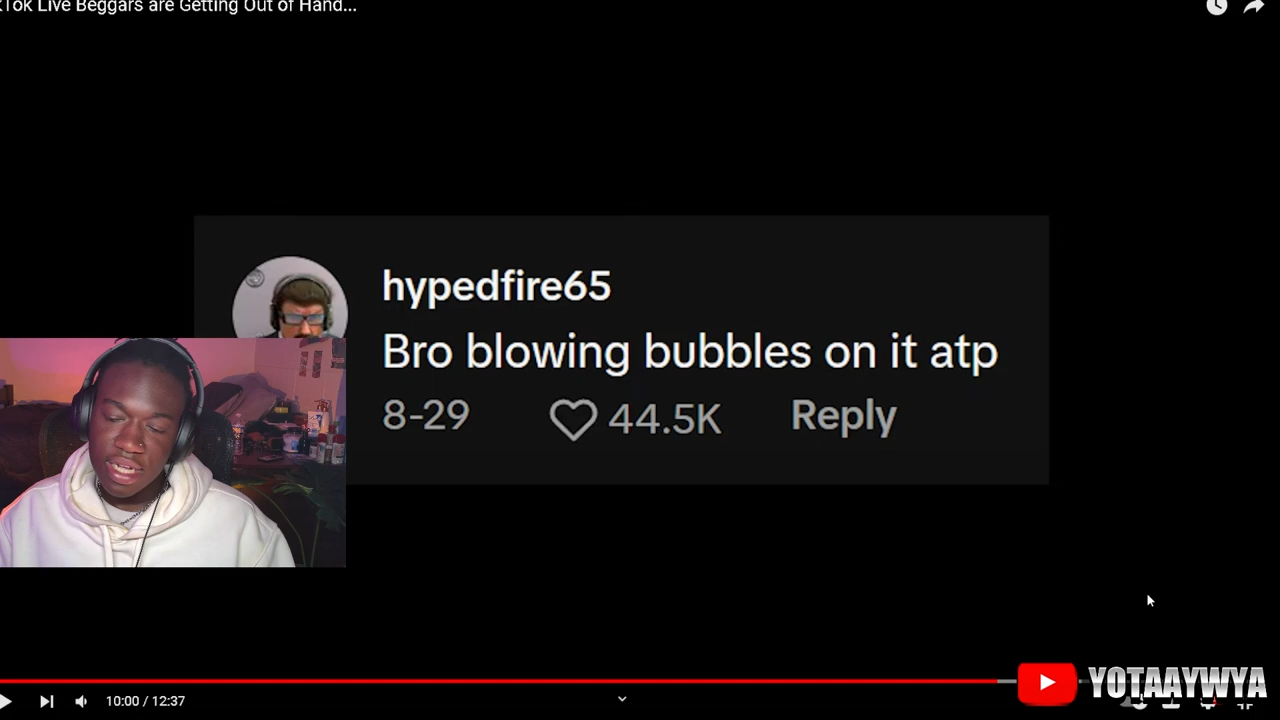 kTok Live Beggars are Getting Out of Hand...
hypedfire65
Bro blowing bubbles on it atp
8-29 44.5K Reply
10:00 / 12:37
YOTAAYWYA